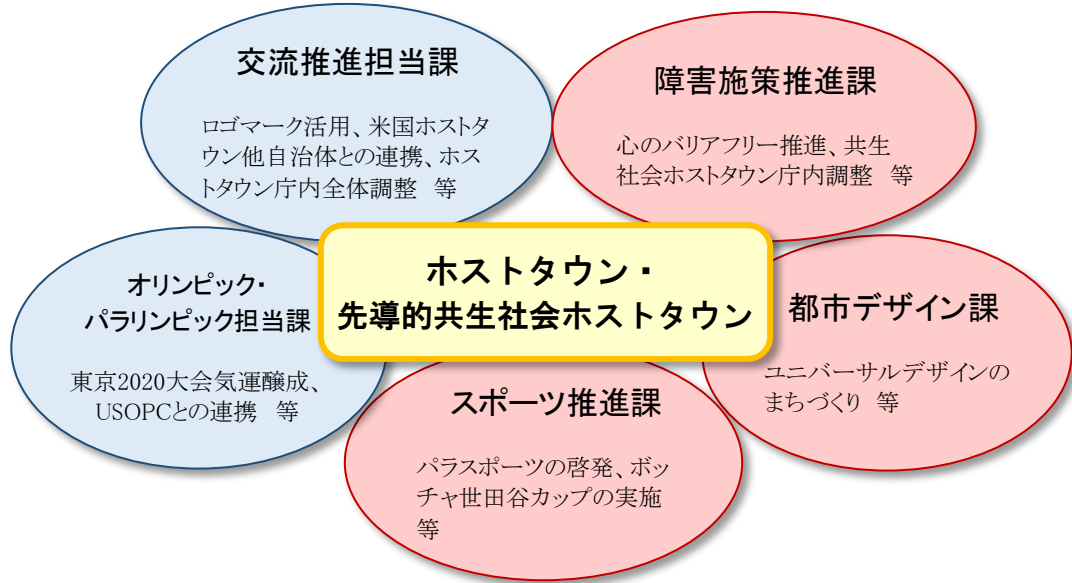 交流推進担当課
ロゴマーク活用、米国ホストタ
ウン他自治体との連携、ホス
トタウン庁内全体調整　等
障害施策推進課
心のバリアフリー推進、共生
社会ホストタウン庁内調整　等
ホストタウン・
先導的共生社会ホストタウン
オリンピック・
パラリンピック担当課
東京2020大会気運醸成、
USOPCとの連携　等
都市デザイン課
ユニバーサルデザインの
まちづくり　等
スポーツ推進課
パラスポーツの啓発、ボッ
チャ世田谷カップの実施
等